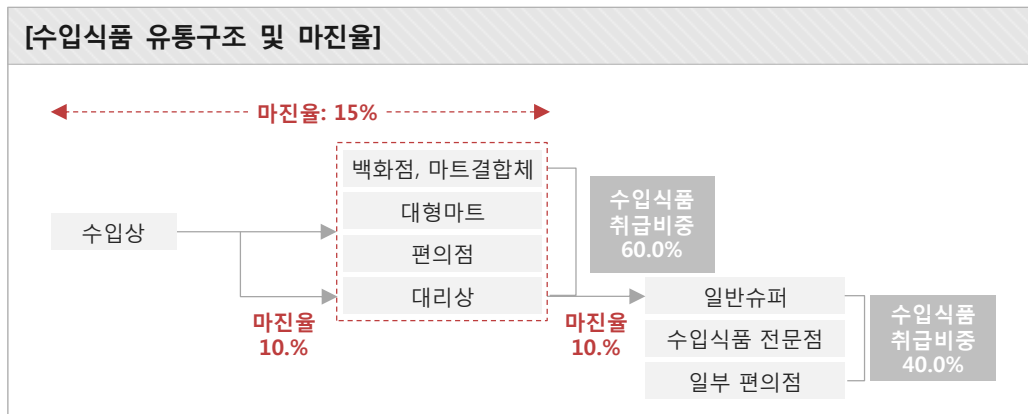 [수입식품 유통구조 및 마진율]
마진율: 15%
백화점, 마트결합체
대형마트
편의점
대리상
수입상
마진율
10.%
수입식품
취급비중
60.0%
마진율
10.%
일반슈퍼
수입식품 전문점
일부 편의점
수입식품
취급비중
40.0%